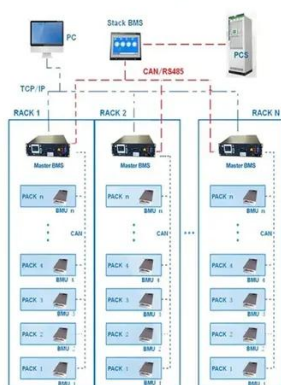 Stack BMS
PC
PCS
CAN/RS485
TCP/IP
RACK 1
RACK 2
RACK N
Master BMS
Master BMS
Master BMS
PACK n
PACK n
PACK n
BMU n
BMU n
BMU n
CAN
CAN
CAN
PACK 4
PACK 4
PACK 4
BMU 4
BMU 4
BMU 4
PACK 3
PACK 3
PACK 3
BMU 3
BMU 3
BMU 3
PACK 2
PACK 2
PACK 2
BMU 2
BMU 2
BMU 2
PACK 1
PACK 1
PACK 1